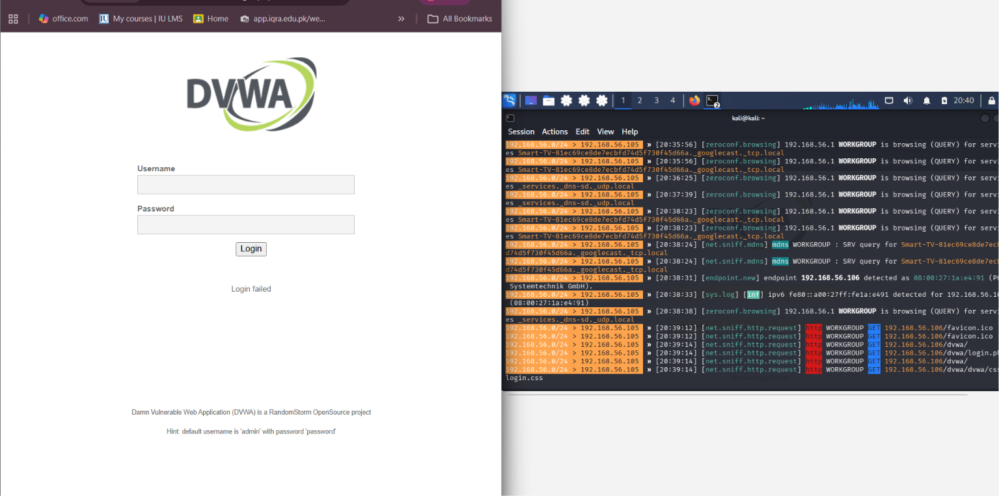 office.com
IU My courses | IU LMS
Home
app.iqra.edu.pk/we...
»
All Bookmarks
DVWA
Username
Password
Login
Login failed
Damn Vulnerable Web Application (DVWA) is a RandomStorm OpenSource project
Hint: default username is 'admin' with password 'password'
1 2 3 4
2
20:40
kali@kali: ~
Session Actions Edit View Help
192.168.56.0/24 > 192.168.56.105 » [20:35:56] [zeroconf.browsing] 192.168.56.1 WORKGROUP is browsing (QUERY) for servi
es Smart-TV-81ec69ce8de7ecbfd74d5f730f45d66a._googlecast._tcp.local
192.168.56.0/24 > 192.168.56.105 » [20:35:56] [zeroconf.browsing] 192.168.56.1 WORKGROUP is browsing (QUERY) for servi
es Smart-TV-81ec69ce8de7ecbfd74d5f730f45d66a._googlecast._tcp.local
192.168.56.0/24 > 192.168.56.105 » [20:36:25] [zeroconf.browsing] 192.168.56.1 WORKGROUP is browsing (QUERY) for servi
es _services._dns-sd._udp.local
192.168.56.0/24 > 192.168.56.105 » [20:37:39] [zeroconf.browsing] 192.168.56.1 WORKGROUP is browsing (QUERY) for servi
es _services._dns-sd._udp.local
192.168.56.0/24 > 192.168.56.105 » [20:38:23] [zeroconf.browsing] 192.168.56.1 WORKGROUP is browsing (QUERY) for servi
es Smart-TV-81ec69ce8de7ecbfd74d5f730f45d66a._googlecast._tcp.local
192.168.56.0/24 > 192.168.56.105 » [20:38:23] [zeroconf.browsing] 192.168.56.1 WORKGROUP is browsing (QUERY) for servi
es Smart-TV-81ec69ce8de7ecbfd74d5f730f45d66a._googlecast._tcp.local
192.168.56.0/24 > 192.168.56.105 » [20:38:24] [net.sniff.mdns] mdns WORKGROUP : SRV query for Smart-TV-81ec69ce8de7ecb
d74d5f730f45d66a._googlecast._tcp.local
192.168.56.0/24 > 192.168.56.105 » [20:38:24] [net.sniff.mdns] mdns WORKGROUP : SRV query for Smart-TV-81ec69ce8de7ecb
d74d5f730f45d66a._googlecast._tcp.local
192.168.56.0/24 > 192.168.56.105 » [20:38:31] [endpoint.new] endpoint 192.168.56.106 detected as 08:00:27:1a:e4:91 (PC
Systemtechnik GmbH).
192.168.56.0/24 > 192.168.56.105 » [20:38:33] [sys.log] [inf] ipv6 fe80::a00:27ff:fe1a:e491 detected for 192.168.56.10
(08:00:27:1a:e4:91)
192.168.56.0/24 > 192.168.56.105 » [20:38:38] [zeroconf.browsing] 192.168.56.1 WORKGROUP is browsing (QUERY) for servi
es _services._dns-sd._udp.local
192.168.56.0/24 > 192.168.56.105 » [20:39:12] [net.sniff.http.request] http WORKGROUP GET 192.168.56.106/favicon.ico
192.168.56.0/24 > 192.168.56.105 » [20:39:12] [net.sniff.http.request] http WORKGROUP GET 192.168.56.106/favicon.ico
192.168.56.0/24 > 192.168.56.105 » [20:39:14] [net.sniff.http.request] http WORKGROUP GET 192.168.56.106/dvwa/
192.168.56.0/24 > 192.168.56.105 » [20:39:14] [net.sniff.http.request] http WORKGROUP GET 192.168.56.106/dvwa/login.ph
192.168.56.0/24 > 192.168.56.105 » [20:39:14] [net.sniff.http.request] http WORKGROUP GET 192.168.56.106/dvwa/
192.168.56.0/24 > 192.168.56.105 » [20:39:14] [net.sniff.http.request] http WORKGROUP GET 192.168.56.106/dvwa/dvwa/css
login.css